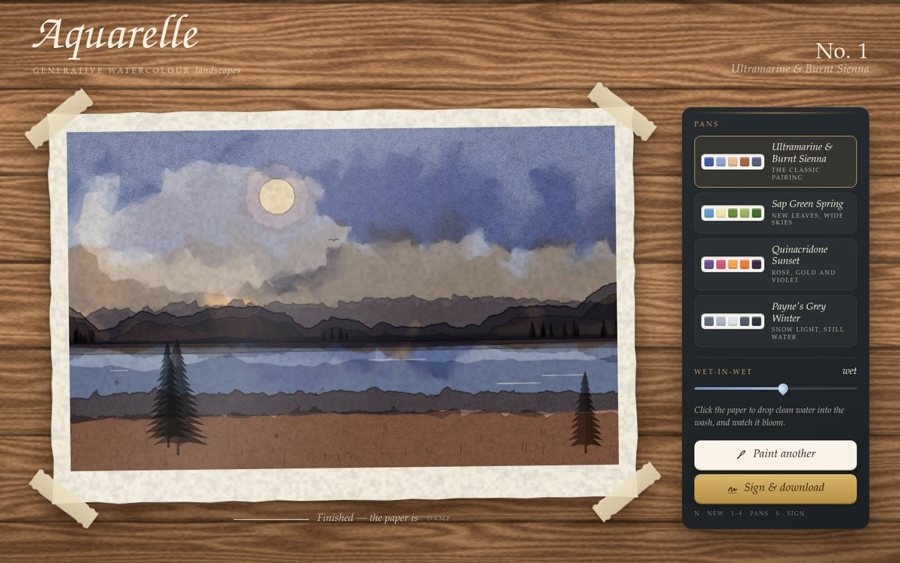 Aquarelle
GENERATIVE WATERCOLOUR landscapes
No. 1
Ultramarine & Burnt Sienna
PANS
Ultramarine &
Burnt Sienna
THE CLASSIC
PAIRING
Sap Green Spring
NEW LEAVES, WIDE
SKIES
Quinacridone
Sunset
ROSE, GOLD AND
VIOLET
Payne's Grey
Winter
SNOW LIGHT, STILL
WATER
WET-IN-WET
wet
Click the paper to drop clean water into the
wash, and watch it bloom.
Paint another
Sign & download
N · NEW 1–4 · PANS S · SIGN
Finished — the paper is DAMP